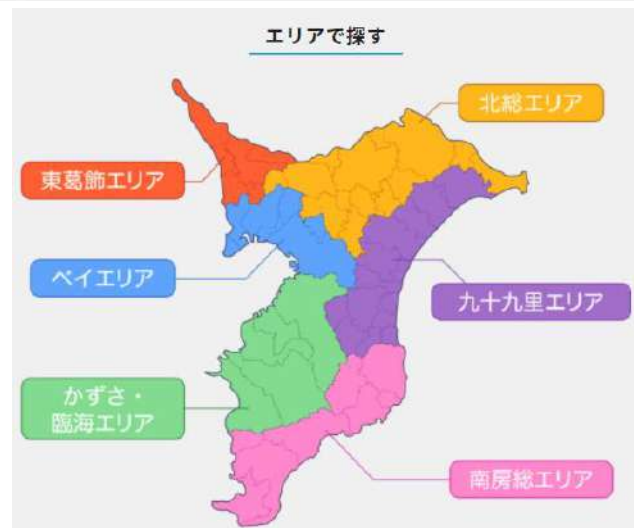 エリアで探す
北総エリア
東葛飾エリア
ベイエリア
九十九里エリア
かずさ・
臨海エリア
南房総エリア